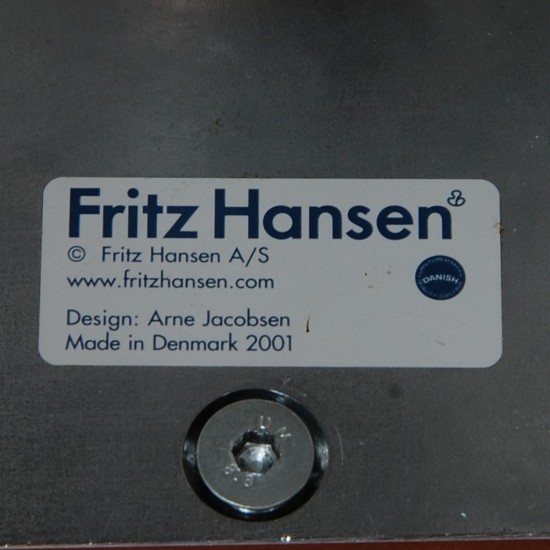 Fritz Hansen
© Fritz Hansen A/S
www.fritzhansen.com
DANISH
Design: Arne Jacobsen
Made in Denmark 2001